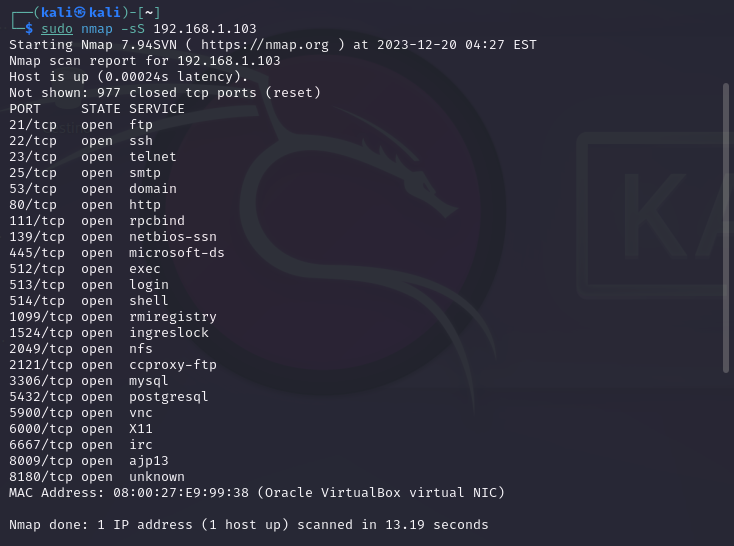 ┌──(kali㉿kali)-[~]
└─$ sudo nmap -sS 192.168.1.103
Starting Nmap 7.94SVN ( https://nmap.org ) at 2023-12-20 04:27 EST
Nmap scan report for 192.168.1.103
Host is up (0.00024s latency).
Not shown: 977 closed tcp ports (reset)
PORT     STATE SERVICE
21/tcp   open  ftp
22/tcp   open  ssh
23/tcp   open  telnet
25/tcp   open  smtp
53/tcp   open  domain
80/tcp   open  http
111/tcp  open  rpcbind
139/tcp  open  netbios-ssn
445/tcp  open  microsoft-ds
512/tcp  open  exec
513/tcp  open  login
514/tcp  open  shell
1099/tcp open  rmiregistry
1524/tcp open  ingreslock
2049/tcp open  nfs
2121/tcp open  ccproxy-ftp
3306/tcp open  mysql
5432/tcp open  postgresql
5900/tcp open  vnc
6000/tcp open  X11
6667/tcp open  irc
8009/tcp open  ajp13
8180/tcp open  unknown
MAC Address: 08:00:27:E9:99:38 (Oracle VirtualBox virtual NIC)
Nmap done: 1 IP address (1 host up) scanned in 13.19 seconds
KA